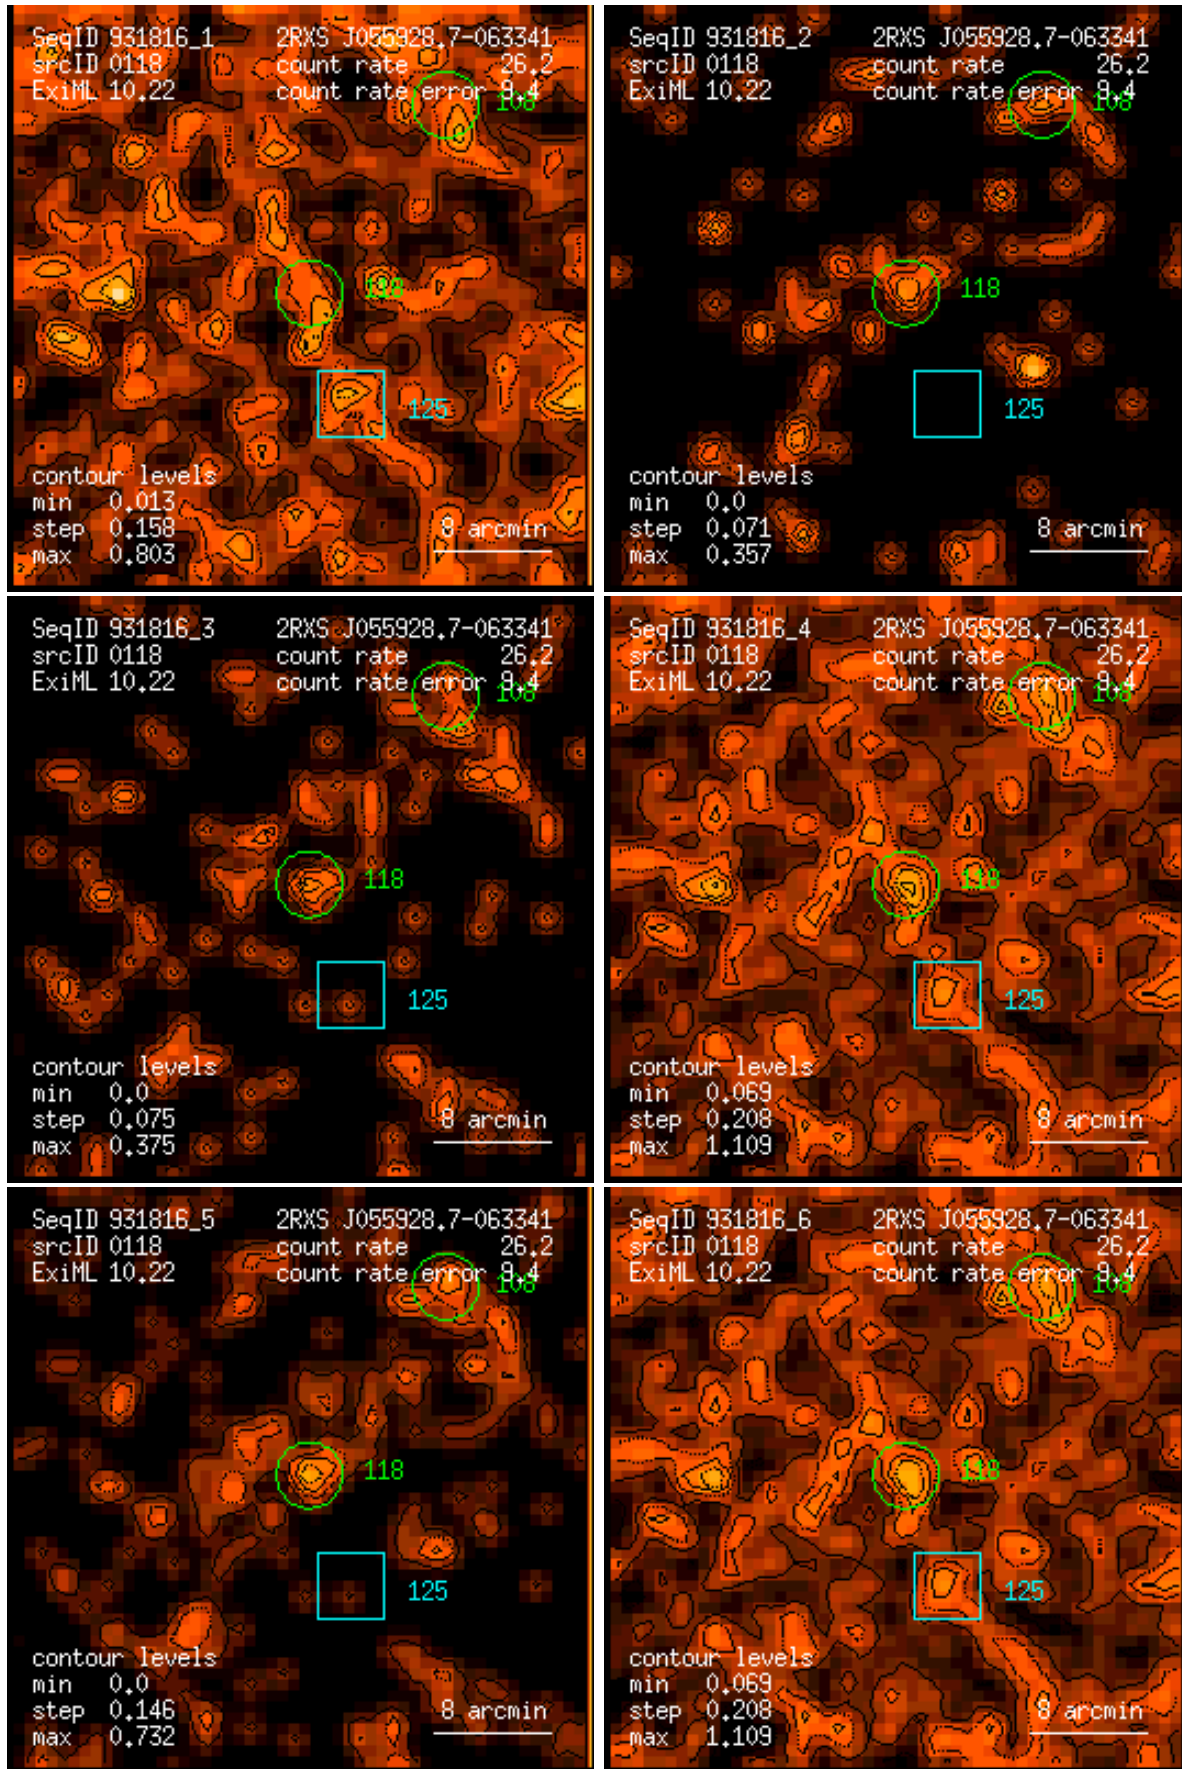 SeqID 931816_1 2RXS J055928.7-063341
srcID 0118 count rate 26.2
ExiML 10.22 count rate error 9.4
108
118
125
contour levels
min 0.013
step 0.158 8 arcmin
max 0.803
SeqID 931816_2 2RXS J055928.7-063341
srcID 0118 count rate 26.2
ExiML 10.22 count rate error 9.4
108
118
125
contour levels
min 0.0
step 0.071 8 arcmin
max 0.357
SeqID 931816_3 2RXS J055928.7-063341
srcID 0118 count rate 26.2
ExiML 10.22 count rate error 9.4
108
118
125
contour levels
min 0.0
step 0.075 8 arcmin
max 0.375
SeqID 931816_4 2RXS J055928.7-063341
srcID 0118 count rate 26.2
ExiML 10.22 count rate error 9.4
108
118
125
contour levels
min 0.069
step 0.208 8 arcmin
max 1.109
SeqID 931816_5 2RXS J055928.7-063341
srcID 0118 count rate 26.2
ExiML 10.22 count rate error 9.4
108
118
125
contour levels
min 0.0
step 0.146 8 arcmin
max 0.732
SeqID 931816_6 2RXS J055928.7-063341
srcID 0118 count rate 26.2
ExiML 10.22 count rate error 9.4
108
118
125
contour levels
min 0.069
step 0.208 8 arcmin
max 1.109